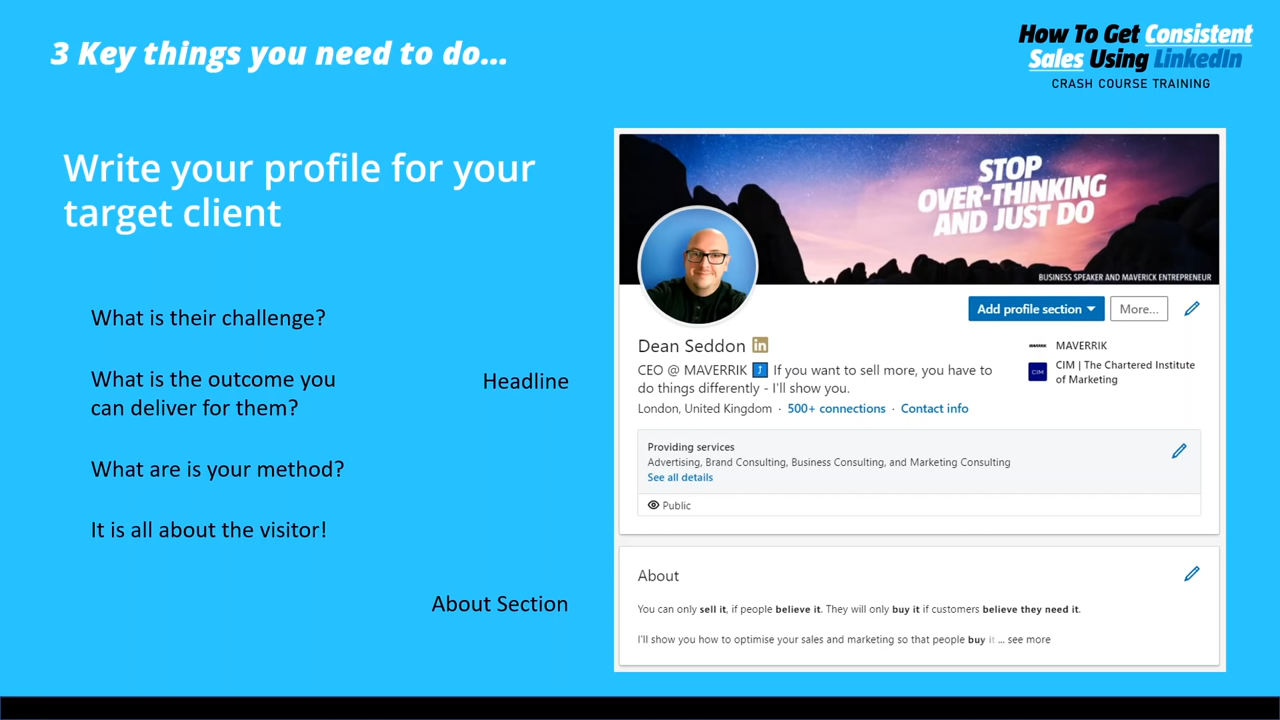 3 Key things you need to do...
How To Get Consistent
Sales Using LinkedIn
CRASH COURSE TRAINING
Write your profile for your
target client
What is their challenge?
What is the outcome you
can deliver for them?
What are is your method?
It is all about the visitor!
Headline
About Section
STOP
OVER-THINKING
AND JUST DO
BUSINESS SPEAKER AND MAVERICK ENTREPRENEUR
Add profile section
More...
Dean Seddon in
CEO @ MAVERRIK ⤴ If you want to sell more, you have to
do things differently - I'll show you.
London, United Kingdom · 500+ connections · Contact info
MAVERRIK
MAVERRIK
CIM
CIM | The Chartered Institute
of Marketing
Providing services
Advertising, Brand Consulting, Business Consulting, and Marketing Consulting
See all details
Public
About
You can only sell it, if people believe it. They will only buy it if customers believe they need it.
I'll show you how to optimise your sales and marketing so that people buy it ... see more